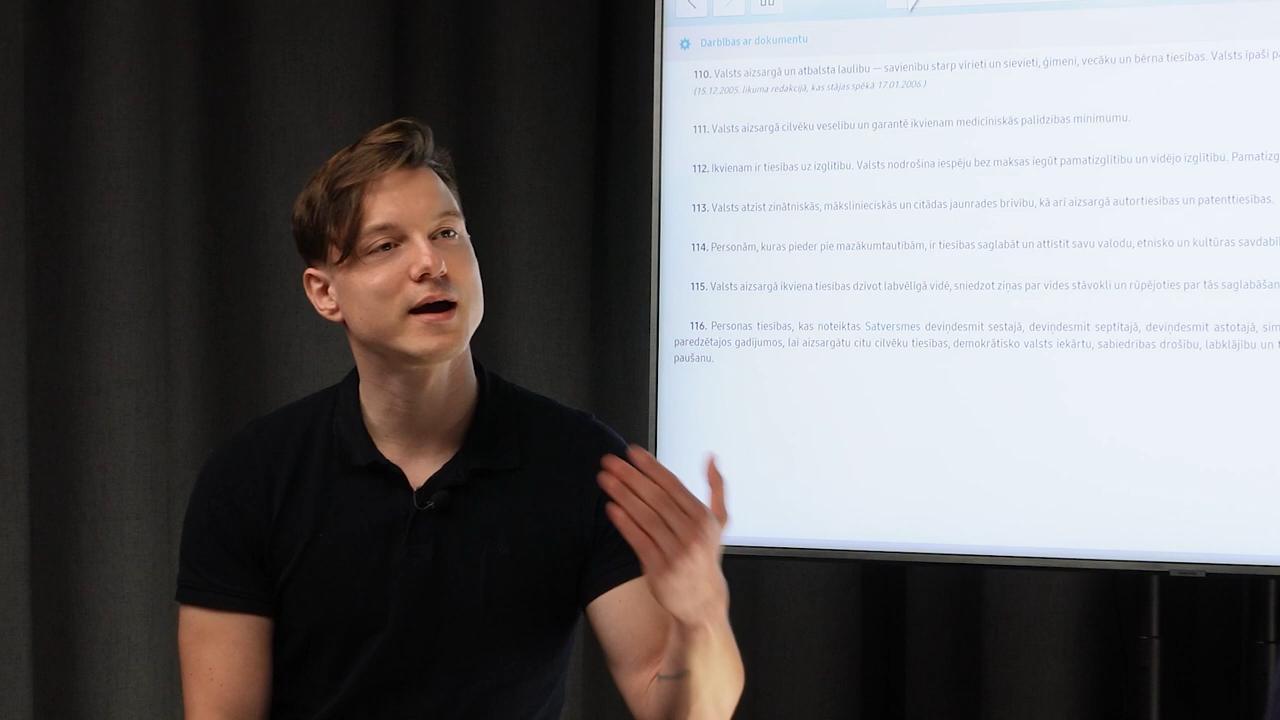 Darbības ar dokumentu
110. Valsts aizsargā un atbalsta laulību — savienību starp vīrieti un sievieti, ģimeni, vecāku un bērna tiesības. Valsts īpaši
(15.12.2005. likuma redakcijā, kas stājas spēkā 17.01.2006.)
111. Valsts aizsargā cilvēku veselību un garantē ikvienam medicīniskās palīdzības minimumu.
112. Ikvienam ir tiesības uz izglītību. Valsts nodrošina iespēju bez maksas iegūt pamatizglītību un vidējo izglītību. Pamatizg
113. Valsts atzīst zinātniskās, mākslinieciskās un citādas jaunrades brīvību, kā arī aizsargā autortiesības un patenttiesības.
114. Personām, kuras pieder pie mazākumtautībām, ir tiesības saglabāt un attīstīt savu valodu, etnisko un kultūras savdabī
115. Valsts aizsargā ikviena tiesības dzīvot labvēlīgā vidē, sniedzot ziņas par vides stāvokli un rūpējoties par tās saglabāšan
116. Personas tiesības, kas noteiktas Satversmes deviņdesmit sestajā, deviņdesmit septītajā, deviņdesmit astotajā, sim
paredzētajos gadījumos, lai aizsargātu citu cilvēku tiesības, demokrātisko valsts iekārtu, sabiedrības drošību, labklājību un
paušanu.